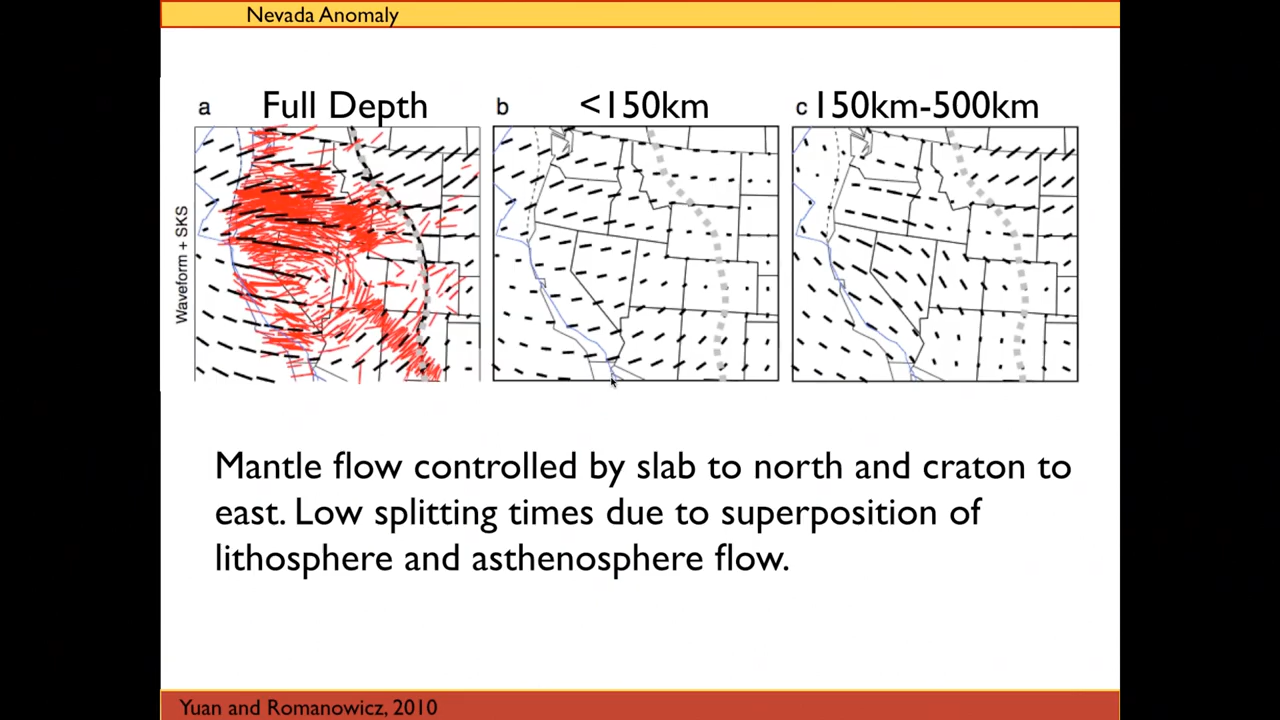 Nevada Anomaly
a Full Depth b <150km c 150km-500km
Waveform + SKS
Mantle flow controlled by slab to north and craton to
east. Low splitting times due to superposition of
lithosphere and asthenosphere flow.
Yuan and Romanowicz, 2010